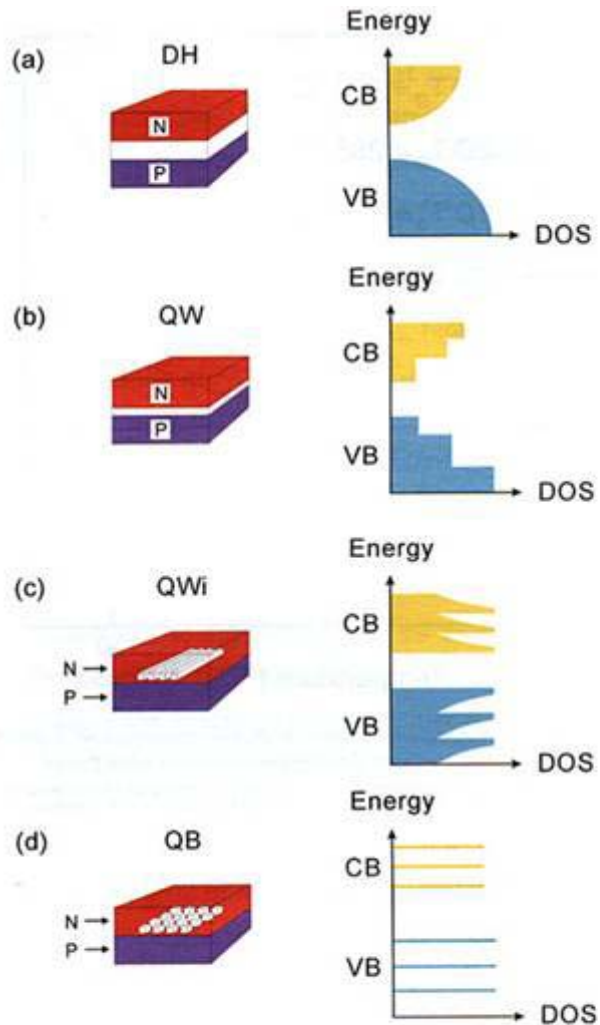 Energy
(a) DH
CB
N
P
VB
DOS
Energy
(b) QW
CB
N
P
VB
DOS
Energy
(c) QWi
CB
N
P
VB
DOS
Energy
(d) QB
CB
N
P
VB
DOS